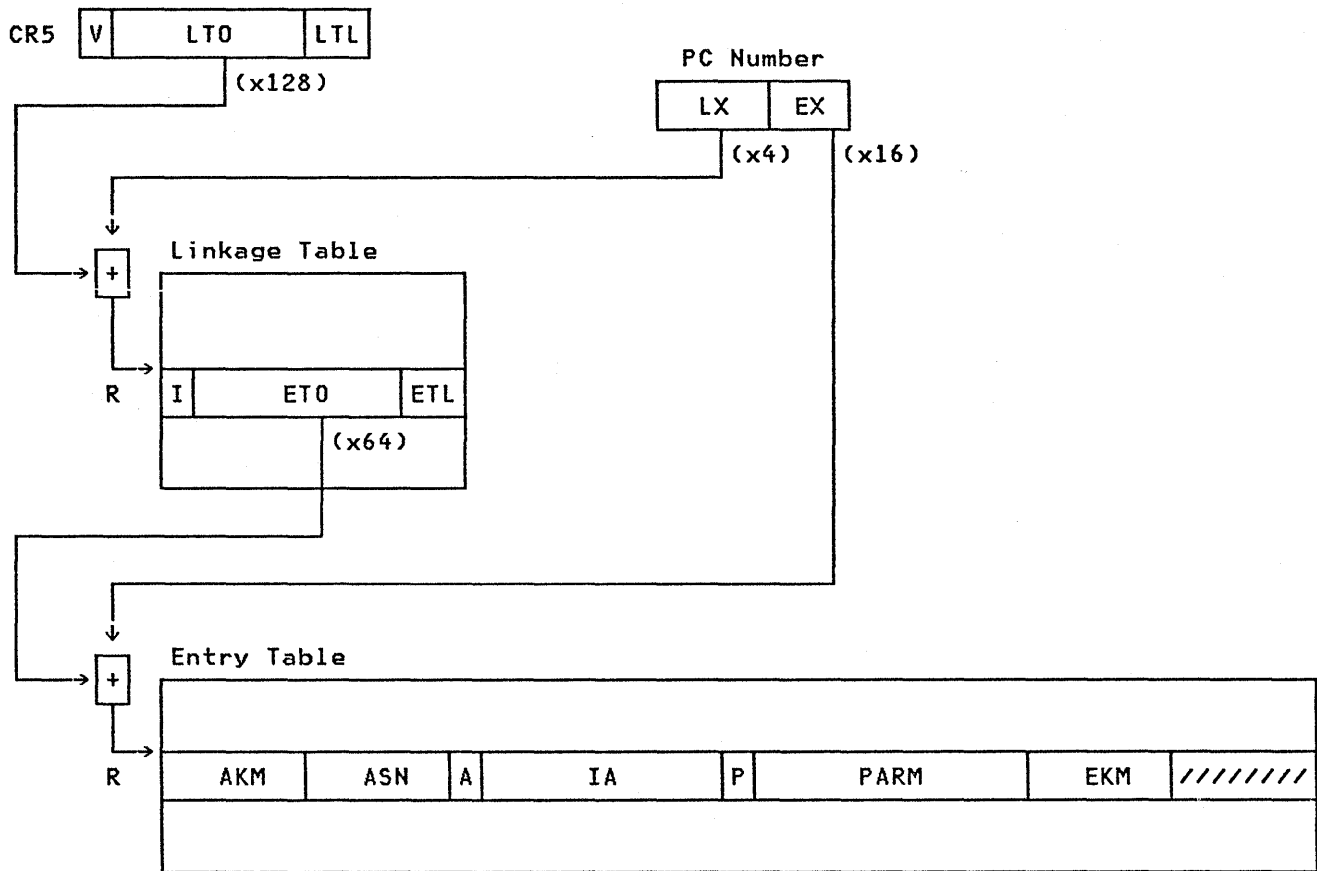 CR5 V LTO LTL
(x128)
PC Number
LX EX
(x4) (x16)
+
Linkage Table
R I ETO ETL
(x64)
+
Entry Table
R AKM ASN A IA P PARM EKM ////////